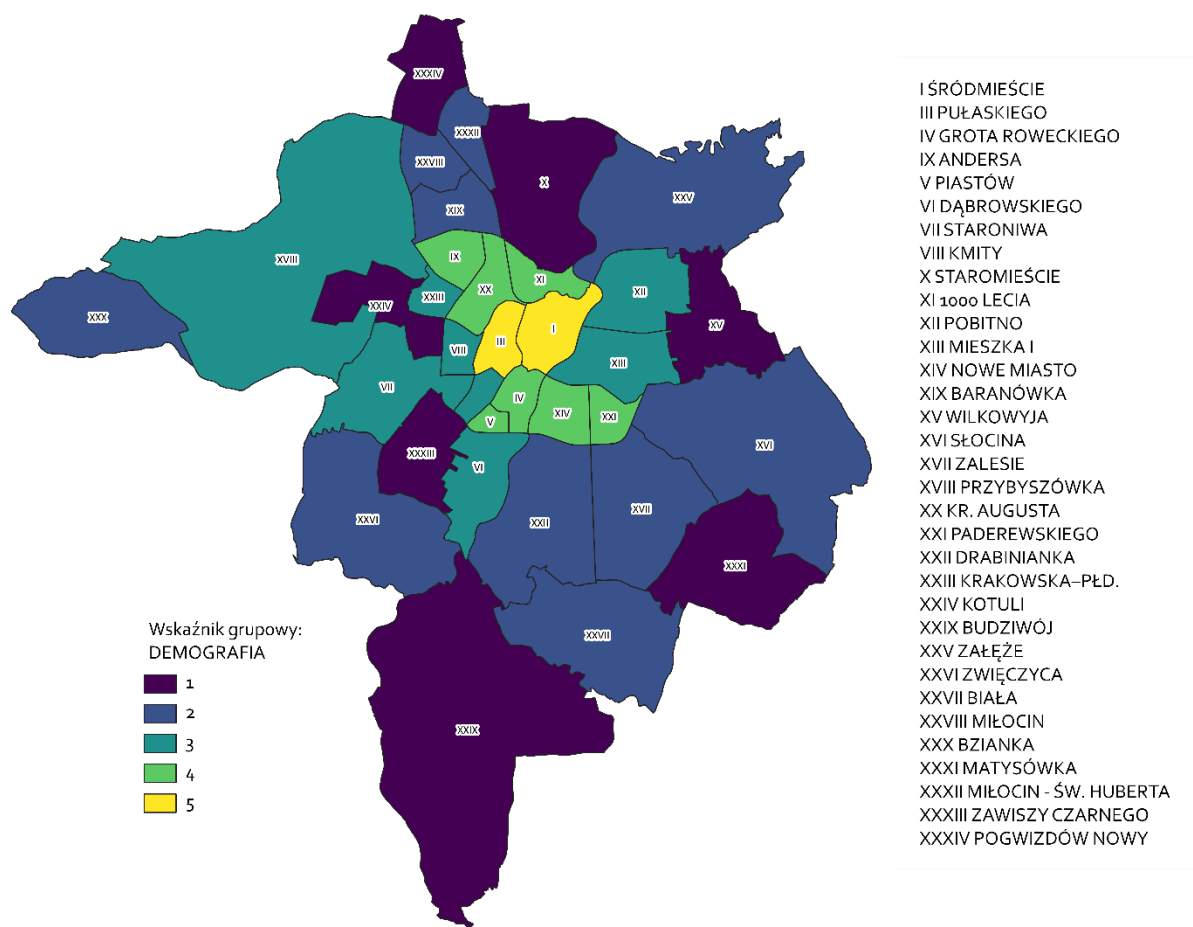 XXXIV
XXXII
XXVIII
X
XXV
XIX
IX
XVIII
XI
XX
XII
XXIV
XXIII
XXX
XV
I
III
VIII
XIII
VII
IV
XIV
XXI
V
XVI
XXXIII
VI
XVII
XXVI
XXII
XXXI
XXVII
XXIX
Wskaźnik grupowy:
DEMOGRAFIA
1
2
3
4
5
I ŚRÓDMIEŚCIE
III PUŁASKIEGO
IV GROTA ROWECKIEGO
IX ANDERSA
V PIASTÓW
VI DĄBROWSKIEGO
VII STARONIWA
VIII KMITY
X STAROMIEŚCIE
XI 1000 LECIA
XII POBITNO
XIII MIESZKA I
XIV NOWE MIASTO
XIX BARANÓWKA
XV WILKOWYJA
XVI SŁOCINA
XVII ZALESIE
XVIII PRZYBYSZÓWKA
XX KR. AUGUSTA
XXI PADEREWSKIEGO
XXII DRABINIANKA
XXIII KRAKOWSKA–PŁD.
XXIV KOTULI
XXIX BUDZIWÓJ
XXV ZAŁĘŻE
XXVI ZWIĘCZYCA
XXVII BIAŁA
XXVIII MIŁOCIN
XXX BZIANKA
XXXI MATYSÓWKA
XXXII MIŁOCIN - ŚW. HUBERTA
XXXIII ZAWISZY CZARNEGO
XXXIV POGWIZDÓW NOWY